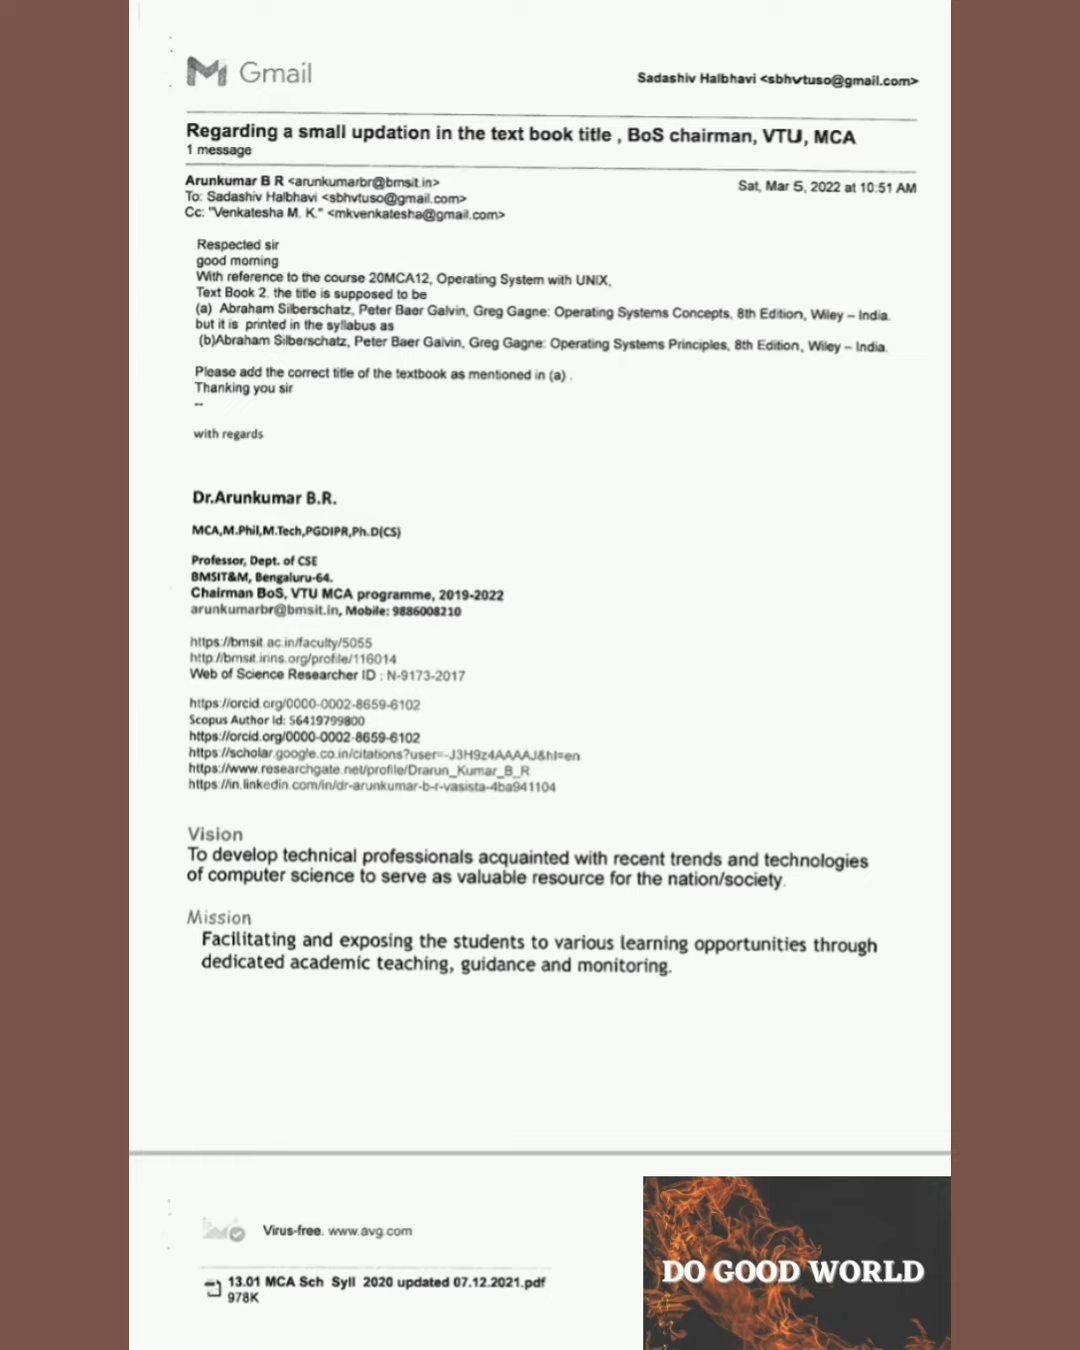 Gmail
Sadashiv Halbhavi <sbhvtuso@gmail.com>
Regarding a small updation in the text book title , BoS chairman, VTU, MCA
1 message
Arunkumar B R <arunkumarbr@bmsit.in>
Sat, Mar 5, 2022 at 10:51 AM
To: Sadashiv Halbhavi <sbhvtuso@gmail.com>
Cc: "Venkatesha M. K." <mkvenkatesha@gmail.com>
Respected sir
good morning
With reference to the course 20MCA12, Operating System with UNIX,
Text Book 2. the title is supposed to be
(a) Abraham Silberschatz, Peter Baer Galvin, Greg Gagne: Operating Systems Concepts, 8th Edition, Wiley – India.
but it is printed in the syllabus as
(b)Abraham Silberschatz, Peter Baer Galvin, Greg Gagne: Operating Systems Principles, 8th Edition, Wiley – India.
Please add the correct title of the textbook as mentioned in (a) .
Thanking you sir
--
with regards
Dr.Arunkumar B.R.
MCA,M.Phil,M.Tech,PGDIPR,Ph.D(CS)
Professor, Dept. of CSE
BMSIT&M, Bengaluru-64.
Chairman BoS, VTU MCA programme, 2019-2022
arunkumarbr@bmsit.in, Mobile: 9886008210
https://bmsit.ac.in/faculty/5055
http://bmsit.irins.org/profile/116014
Web of Science Researcher ID : N-9173-2017
https://orcid.org/0000-0002-8659-6102
Scopus Author Id: 56419799800
https://orcid.org/0000-0002-8659-6102
https://scholar.google.co.in/citations?user=-J3H9z4AAAAJ&hl=en
https://www.researchgate.net/profile/Drarun_Kumar_B_R
https://in.linkedin.com/in/dr-arunkumar-b-r-vasista-4ba941104
Vision
To develop technical professionals acquainted with recent trends and technologies
of computer science to serve as valuable resource for the nation/society.
Mission
Facilitating and exposing the students to various learning opportunities through
dedicated academic teaching, guidance and monitoring.
Virus-free. www.avg.com
13.01 MCA Sch Syll 2020 updated 07.12.2021.pdf
978K
DO GOOD WORLD